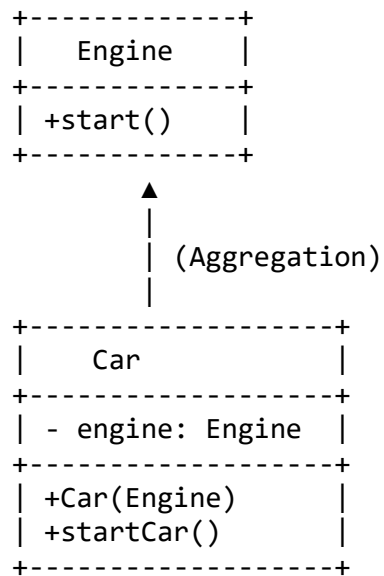 Engine
+start()
(Aggregation)
Car
- engine: Engine
+Car(Engine)
+startCar()